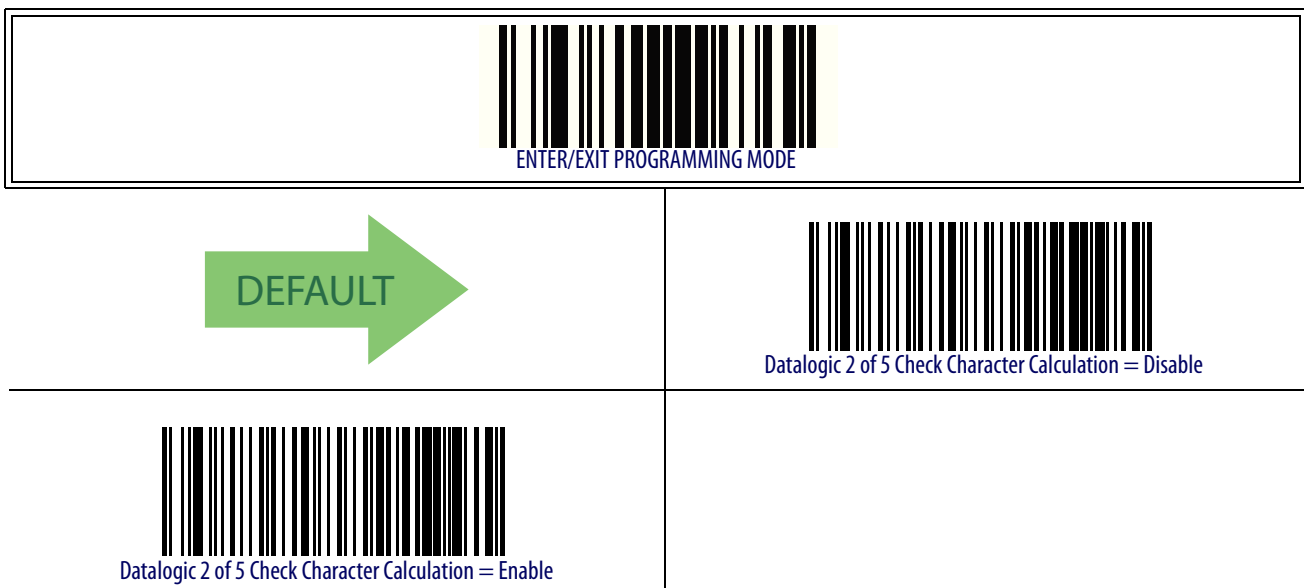 ENTER/EXIT PROGRAMMING MODE
DEFAULT
Datalogic 2 of 5 Check Character Calculation = Disable
Datalogic 2 of 5 Check Character Calculation = Enable